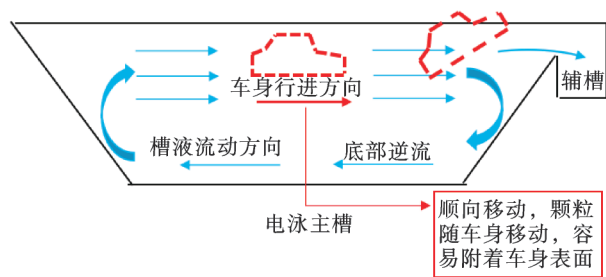 辅槽
车身行进方向
槽液流动方向
底部逆流
电泳主槽
顺向移动，颗粒
随车身移动，容
易附着车身表面